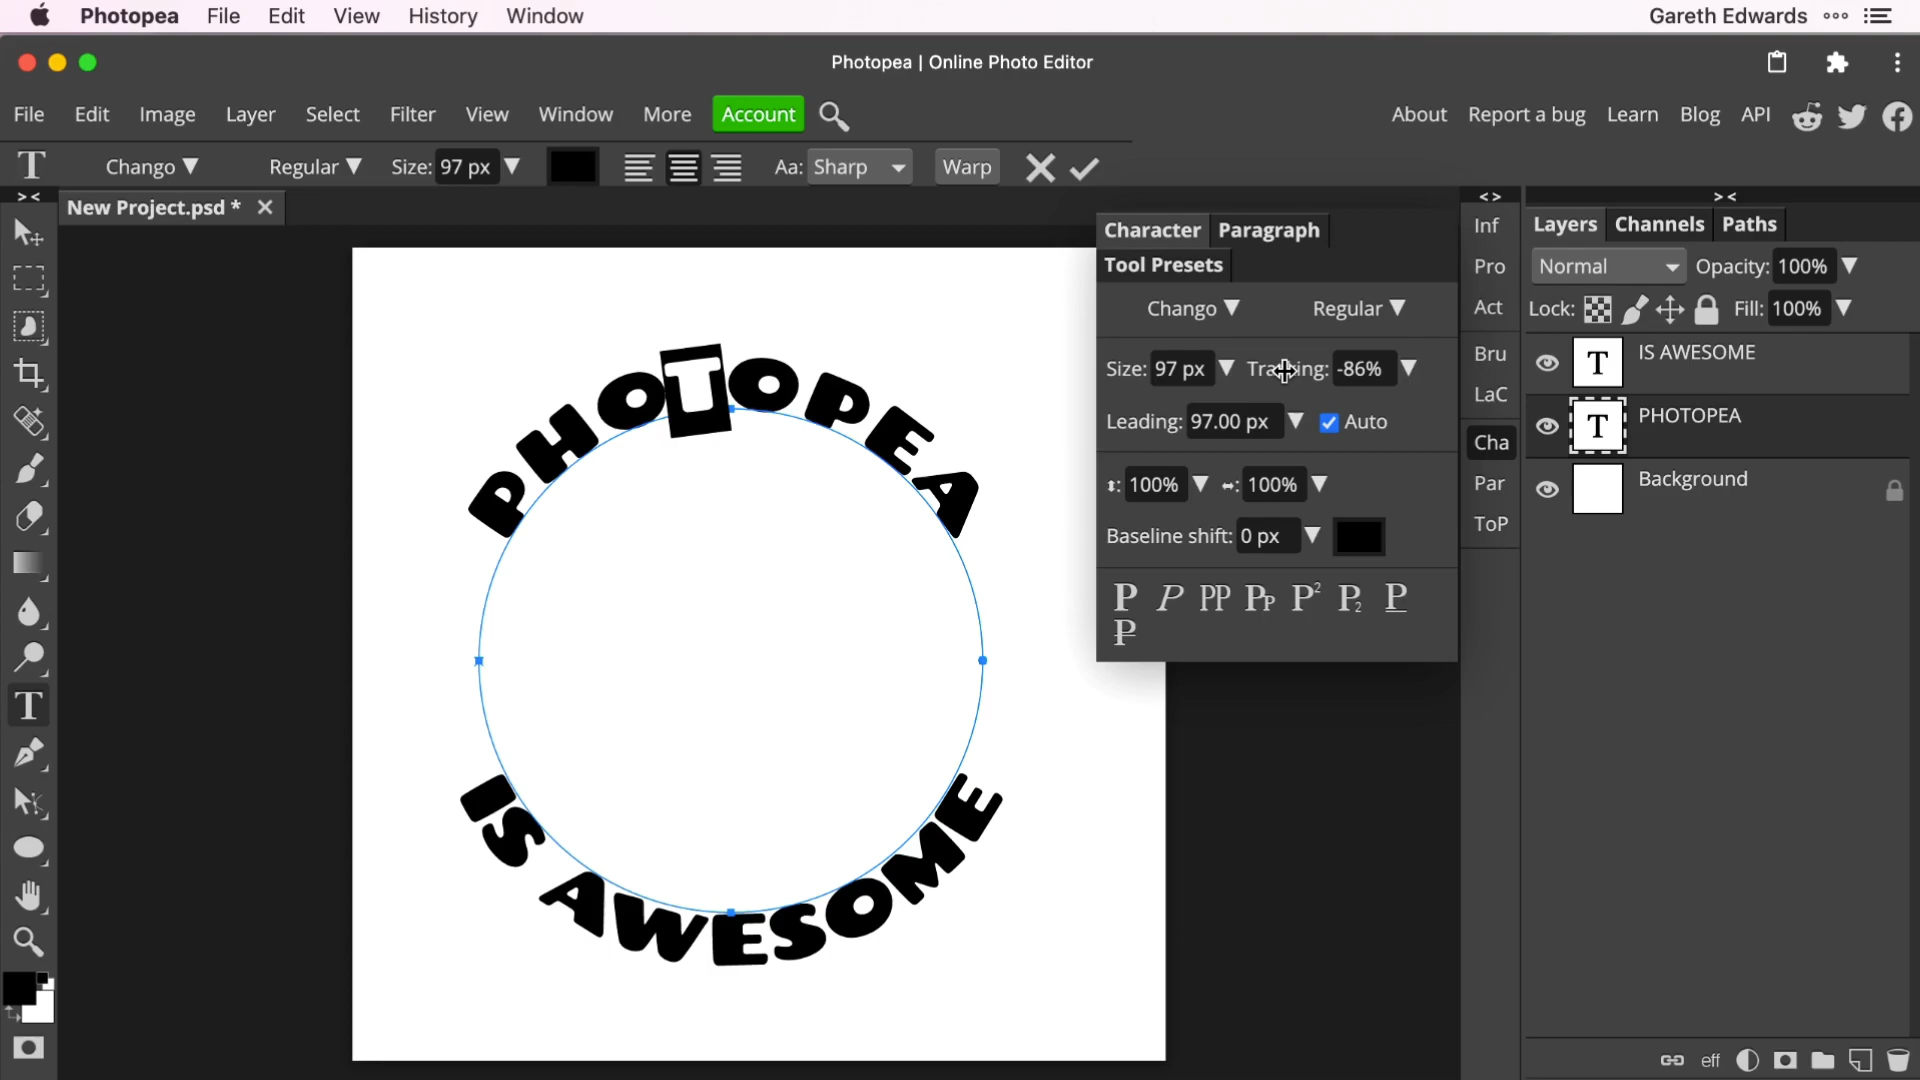 Photopea File Edit View History Window Gareth Edwards
Photopea | Online Photo Editor
File Edit Image Layer Select Filter View Window More Account About Report a bug Learn Blog API
T Chango Regular Size: 97 px Aa: Sharp Warp
New Project.psd *
Character Paragraph
Tool Presets
Chango Regular
Size: 97 px Tracking: -86%
Leading: 97.00 px Auto
100% 100%
Baseline shift: 0 px
P P PP PP P2 P2 P
P
Inf
Pro
Act
Bru
LaC
Cha
Par
ToP
Layers Channels Paths
Normal Opacity: 100%
Lock: Fill: 100%
T IS AWESOME
T PHOTOPEA
Background
eff
T
PHOTOPEA
IS AWESOME